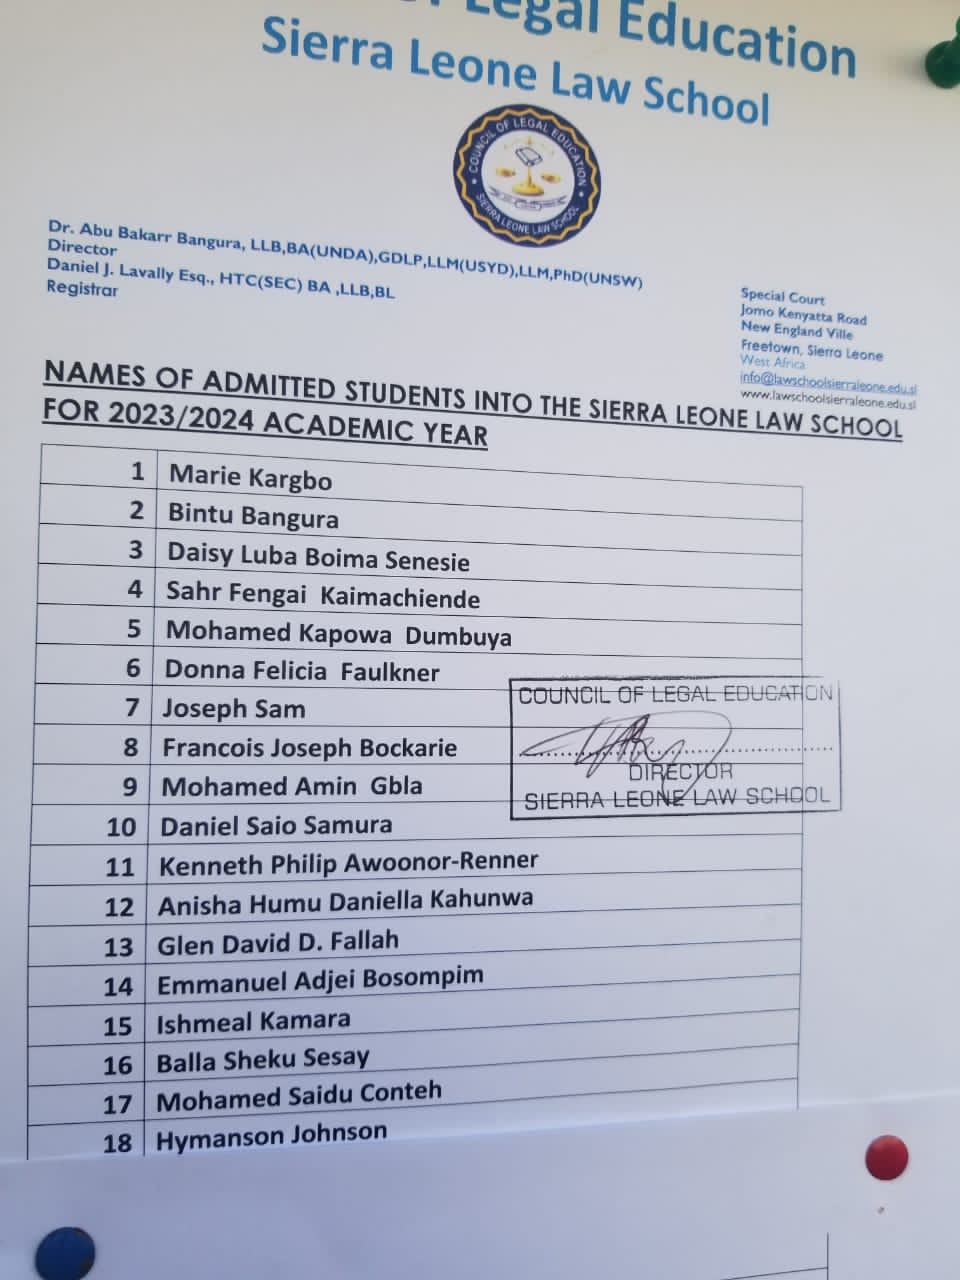 Legal Education
Sierra Leone Law School
COUNCIL OF LEGAL EDUCATION
SIERRA LEONE LAW SCHOOL
Dr. Abu Bakarr Bangura, LLB,BA(UNDA),GDLP,LLM(USYD),LLM,PhD(UNSW)
Director
Daniel J. Lavally Esq., HTC(SEC) BA ,LLB,BL
Registrar
Special Court
Jomo Kenyatta Road
New England Ville
Freetown, Sierra Leone
West Africa
info@lawschoolsierraleone.edu.sl
www.lawschoolsierraleone.edu.sl
NAMES OF ADMITTED STUDENTS INTO THE SIERRA LEONE LAW SCHOOL
FOR 2023/2024 ACADEMIC YEAR
1 Marie Kargbo
2 Bintu Bangura
3 Daisy Luba Boima Senesie
4 Sahr Fengai Kaimachiende
5 Mohamed Kapowa Dumbuya
6 Donna Felicia Faulkner
7 Joseph Sam
8 Francois Joseph Bockarie
9 Mohamed Amin Gbla
10 Daniel Saio Samura
11 Kenneth Philip Awoonor-Renner
12 Anisha Humu Daniella Kahunwa
13 Glen David D. Fallah
14 Emmanuel Adjei Bosompim
15 Ishmeal Kamara
16 Balla Sheku Sesay
17 Mohamed Saidu Conteh
18 Hymanson Johnson
COUNCIL OF LEGAL EDUCATION
DIRECTOR
SIERRA LEONE LAW SCHOOL